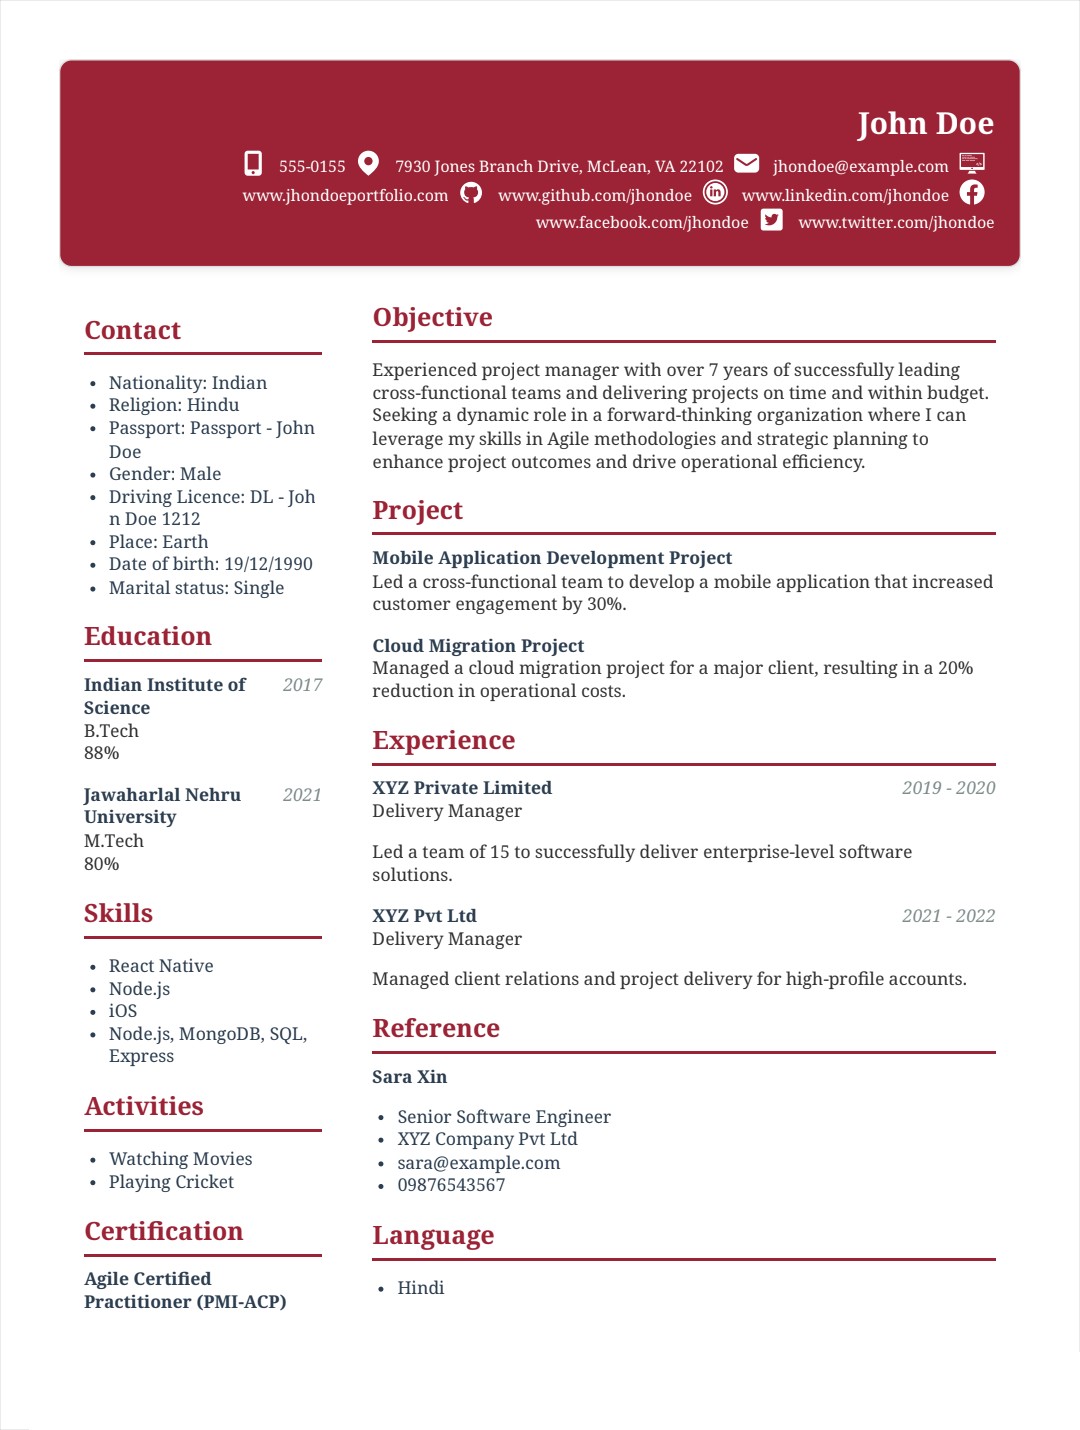 John Doe
555-0155 7930 Jones Branch Drive, McLean, VA 22102 jhondoe@example.com
www.jhondoeportfolio.com www.github.com/jhondoe www.linkedin.com/jhondoe
www.facebook.com/jhondoe www.twitter.com/jhondoe
Contact
• Nationality: Indian
• Religion: Hindu
• Passport: Passport - John
Doe
• Gender: Male
• Driving Licence: DL - Joh
n Doe 1212
• Place: Earth
• Date of birth: 19/12/1990
• Marital status: Single
Education
Indian Institute of 2017
Science
B.Tech
88%
Jawaharlal Nehru 2021
University
M.Tech
80%
Skills
• React Native
• Node.js
• iOS
• Node.js, MongoDB, SQL,
Express
Activities
• Watching Movies
• Playing Cricket
Certification
Agile Certified
Practitioner (PMI-ACP)
Objective
Experienced project manager with over 7 years of successfully leading
cross-functional teams and delivering projects on time and within budget.
Seeking a dynamic role in a forward-thinking organization where I can
leverage my skills in Agile methodologies and strategic planning to
enhance project outcomes and drive operational efficiency.
Project
Mobile Application Development Project
Led a cross-functional team to develop a mobile application that increased
customer engagement by 30%.
Cloud Migration Project
Managed a cloud migration project for a major client, resulting in a 20%
reduction in operational costs.
Experience
XYZ Private Limited 2019 - 2020
Delivery Manager
Led a team of 15 to successfully deliver enterprise-level software
solutions.
XYZ Pvt Ltd 2021 - 2022
Delivery Manager
Managed client relations and project delivery for high-profile accounts.
Reference
Sara Xin
• Senior Software Engineer
• XYZ Company Pvt Ltd
• sara@example.com
• 09876543567
Language
• Hindi